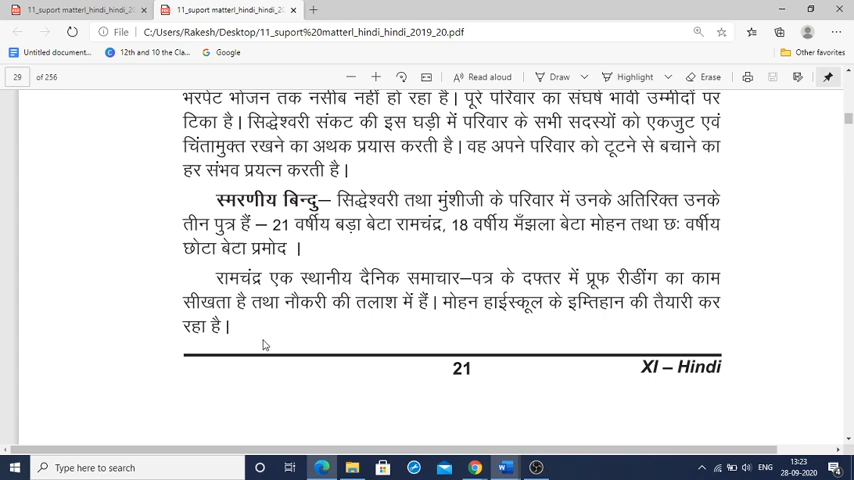 11_suport matterl_hindi_hindi_20
11_suport matterl_hindi_hindi_20
File
C:/Users/Rakesh/Desktop/11_suport%20matterl_hindi_hindi_2019_20.pdf
Untitled document
12th and 10 the Cla...
Google
Other favorites
29 of 256
Read aloud
Draw
Highlight
Erase
भरपेट भोजन तक नसीब नहीं हो रहा है। पूरे परिवार का संघर्ष भावी उम्मीदों पर
टिका है। सिद्धेश्वरी संकट की इस घड़ी में परिवार के सभी सदस्यों को एकजुट एवं
चिंतामुक्त रखने का अथक प्रयास करती है। वह अपने परिवार को टूटने से बचाने का
हर संभव प्रयत्न करती है।
स्मरणीय बिन्दु– सिद्धेश्वरी तथा मुंशीजी के परिवार में उनके अतिरिक्त उनके
तीन पुत्र हैं – 21 वर्षीय बड़ा बेटा रामचंद्र, 18 वर्षीय मँझला बेटा मोहन तथा छः वर्षीय
छोटा बेटा प्रमोद ।
रामचंद्र एक स्थानीय दैनिक समाचार–पत्र के दफ्तर में प्रूफ रीडींग का काम
सीखता है तथा नौकरी की तलाश में हैं। मोहन हाईस्कूल के इम्तिहान की तैयारी कर
रहा है।
21
XI – Hindi
Type here to search
ENG
13:23
28-09-2020
4